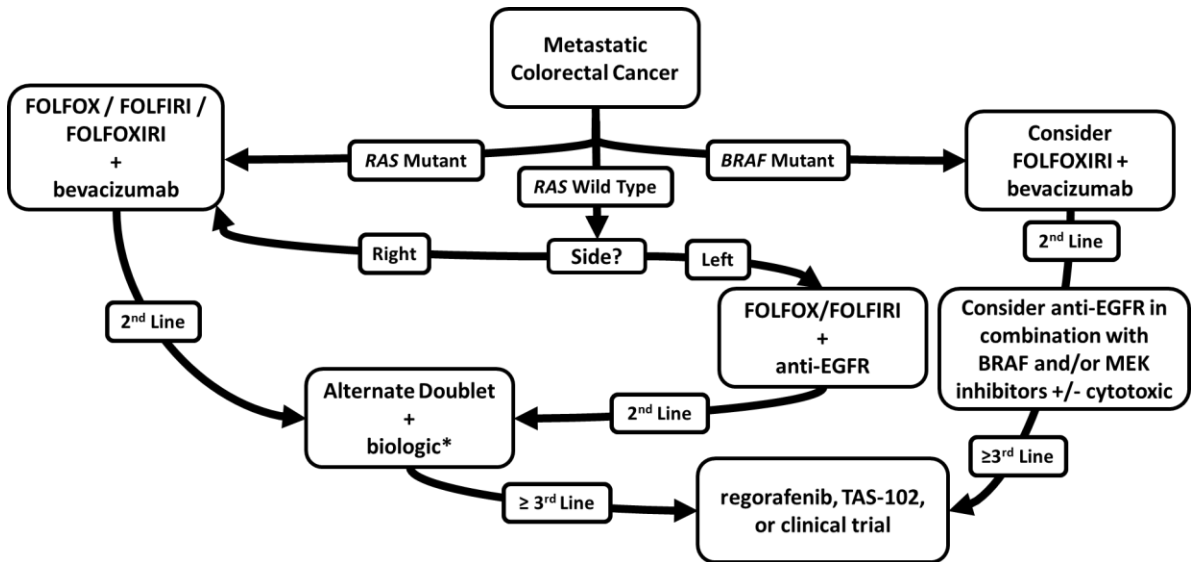 Metastatic
Colorectal Cancer
FOLFOX / FOLFIRI /
FOLFOXIRI
+
bevacizumab
RAS Mutant
RAS Wild Type
BRAF Mutant
Consider
FOLFOXIRI +
bevacizumab
Right
Side?
Left
2nd Line
FOLFOX/FOLFIRI
+
anti-EGFR
Consider anti-EGFR in
combination with
BRAF and/or MEK
inhibitors +/- cytotoxic
2nd Line
Alternate Doublet
+
biologic*
2nd Line
≥3rd Line
≥ 3rd Line
regorafenib, TAS-102,
or clinical trial